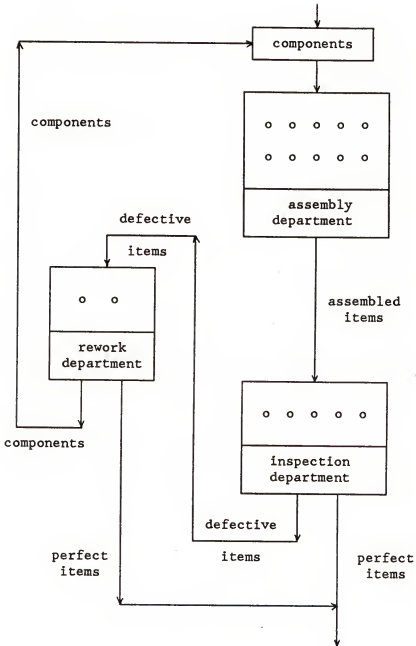 components
components
assembly
department
defective
items
assembled
items
rework
department
components
inspection
department
defective
items
perfect
items
perfect
items